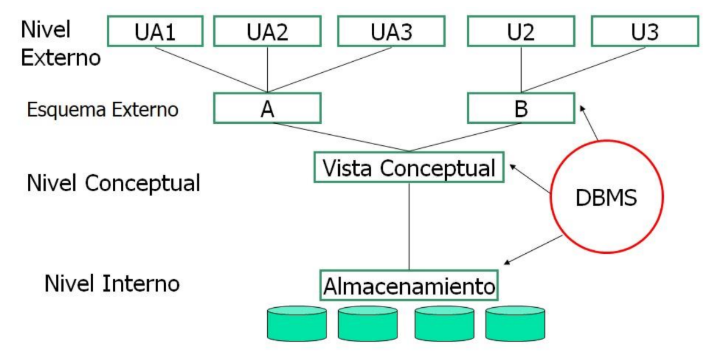 Nivel Externo
UA1
UA2
UA3
U2
U3
Esquema Externo
A
B
Nivel Conceptual
Vista Conceptual
DBMS
Nivel Interno
Almacenamiento